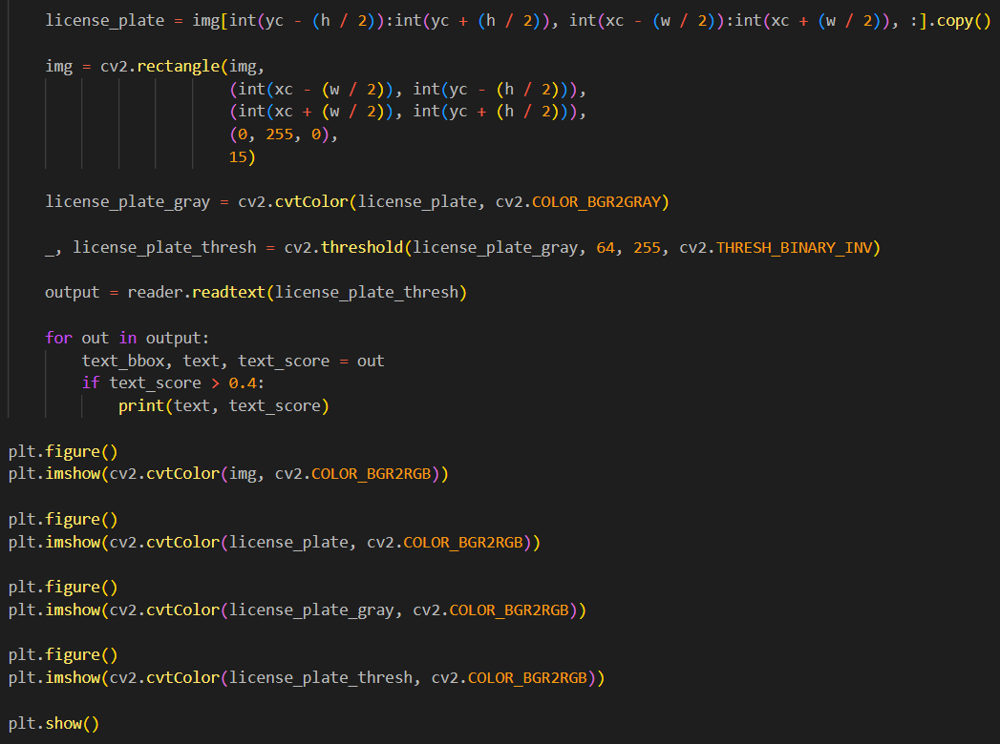 license_plate = img[int(yc - (h / 2)):int(yc + (h / 2)), int(xc - (w / 2)):int(xc + (w / 2)), :].copy()
img = cv2.rectangle(img,
(int(xc - (w / 2)), int(yc - (h / 2))),
(int(xc + (w / 2)), int(yc + (h / 2))),
(0, 255, 0),
15)
license_plate_gray = cv2.cvtColor(license_plate, cv2.COLOR_BGR2GRAY)
_, license_plate_thresh = cv2.threshold(license_plate_gray, 64, 255, cv2.THRESH_BINARY_INV)
output = reader.readtext(license_plate_thresh)
for out in output:
text_bbox, text, text_score = out
if text_score > 0.4:
print(text, text_score)
plt.figure()
plt.imshow(cv2.cvtColor(img, cv2.COLOR_BGR2RGB))
plt.figure()
plt.imshow(cv2.cvtColor(license_plate, cv2.COLOR_BGR2RGB))
plt.figure()
plt.imshow(cv2.cvtColor(license_plate_gray, cv2.COLOR_BGR2RGB))
plt.figure()
plt.imshow(cv2.cvtColor(license_plate_thresh, cv2.COLOR_BGR2RGB))
plt.show()